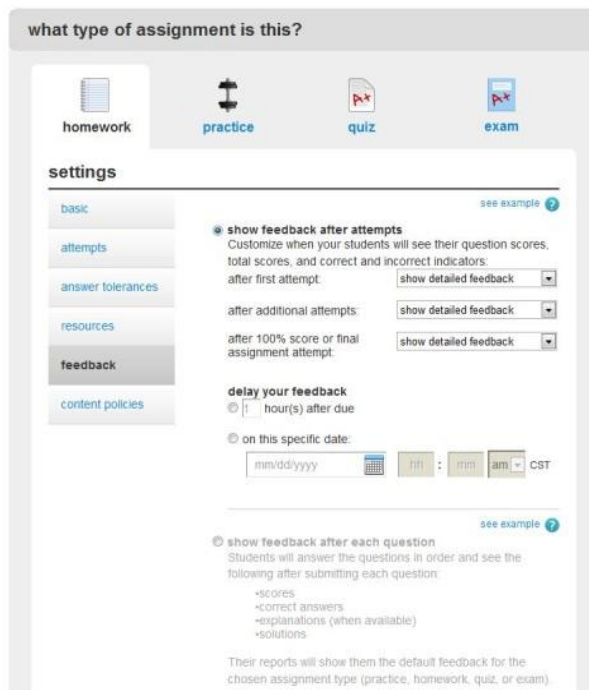 what type of assignment is this?
homework
practice
quiz
exam
settings
basic
attempts
answer tolerances
resources
feedback
content policies
see example ?
show feedback after attempts
Customize when your students will see their question scores,
total scores, and correct and incorrect indicators:
after first attempt: show detailed feedback
after additional attempts: show detailed feedback
after 100% score or final
assignment attempt: show detailed feedback
delay your feedback
1 hour(s) after due
on this specific date:
mm/dd/yyyy hh : mm am CST
see example ?
show feedback after each question
Students will answer the questions in order and see the
following after submitting each question:
•scores
•correct answers
•explanations (when available)
•solutions
Their reports will show them the default feedback for the
chosen assignment type (practice, homework, quiz, or exam).